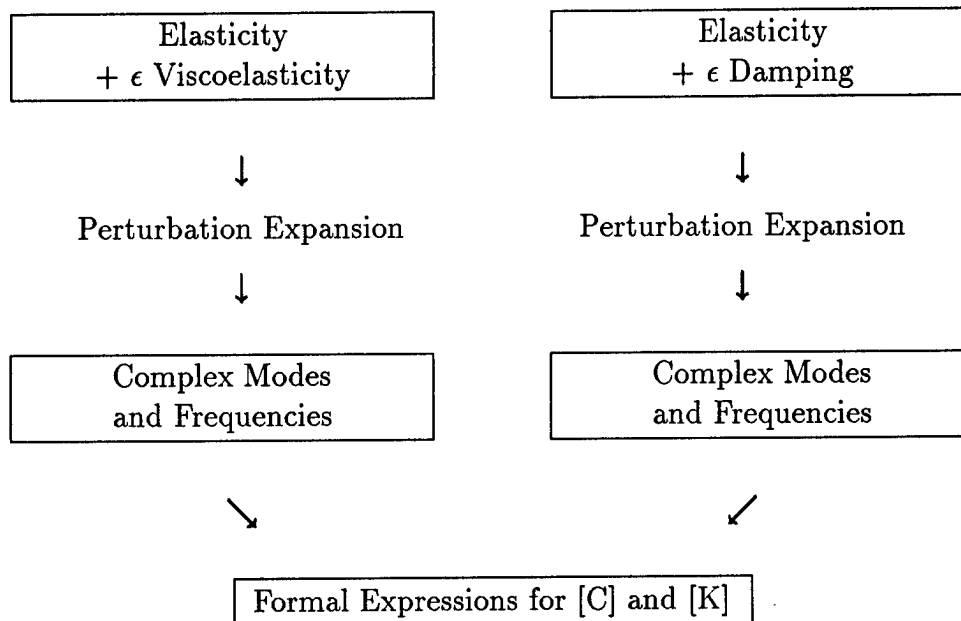 Elasticity
+ ϵ Viscoelasticity
Elasticity
+ ϵ Damping
↓
↓
Perturbation Expansion
Perturbation Expansion
↓
↓
Complex Modes
and Frequencies
Complex Modes
and Frequencies
↘
↙
Formal Expressions for [C] and [K]